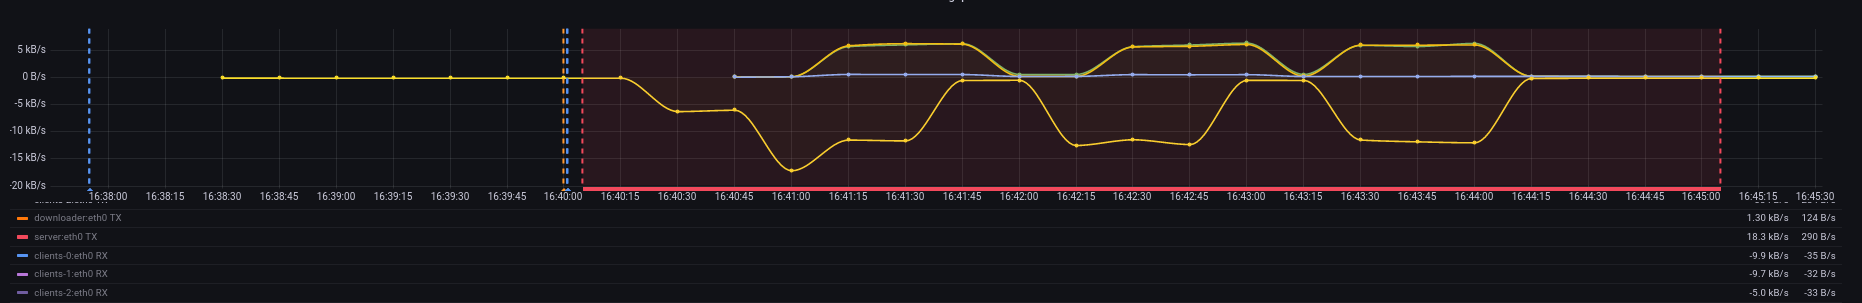 5 kB/s
0 B/s
-5 kB/s
-10 kB/s
-15 kB/s
-20 kB/s
16:38:00 16:38:15 16:38:30 16:38:45 16:39:00 16:39:15 16:39:30 16:39:45 16:40:00 16:40:15 16:40:30 16:40:45 16:41:00 16:41:15 16:41:30 16:41:45 16:42:00 16:42:15 16:42:30 16:42:45 16:43:00 16:43:15 16:43:30 16:43:45 16:44:00 16:44:15 16:44:30 16:44:45 16:45:00 16:45:15 16:45:30
downloader:eth0 TX 1.30 kB/s 124 B/s
server:eth0 TX 18.3 kB/s 290 B/s
clients-0:eth0 RX -9.9 kB/s -35 B/s
clients-1:eth0 RX -9.7 kB/s -32 B/s
clients-2:eth0 RX -5.0 kB/s -33 B/s